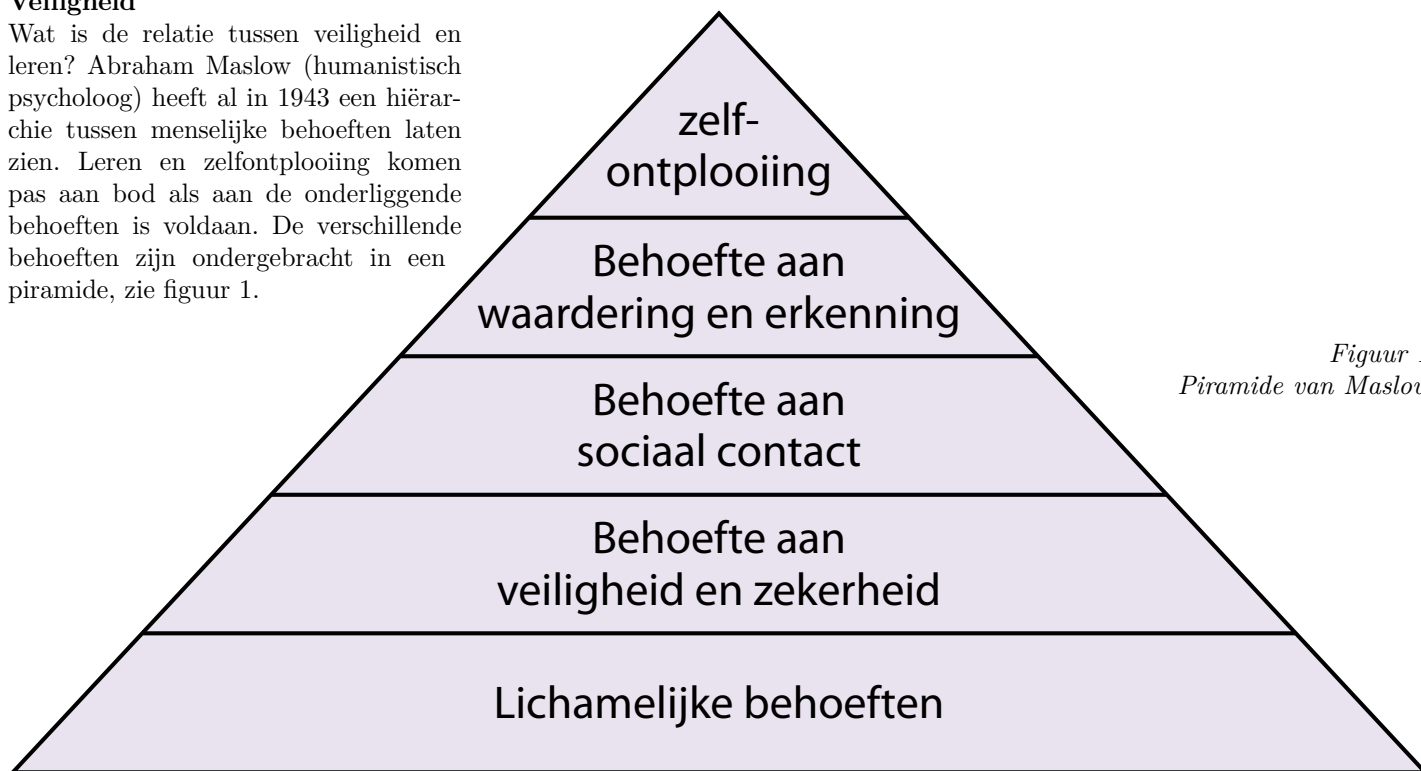 Veiligheid
Wat is de relatie tussen veiligheid en
leren? Abraham Maslow (humanistisch
psycholoog) heeft al in 1943 een hiërar-
chie tussen menselijke behoeften laten
zien. Leren en zelfontplooiing komen
pas aan bod als aan de onderliggende
behoeften is voldaan. De verschillende
behoeften zijn ondergebracht in een
piramide, zie figuur 1.
zelf-
ontplooiing
Behoefte aan
waardering en erkenning
Behoefte aan
sociaal contact
Behoefte aan
veiligheid en zekerheid
Lichamelijke behoeften
Figuur 1
Piramide van Maslow